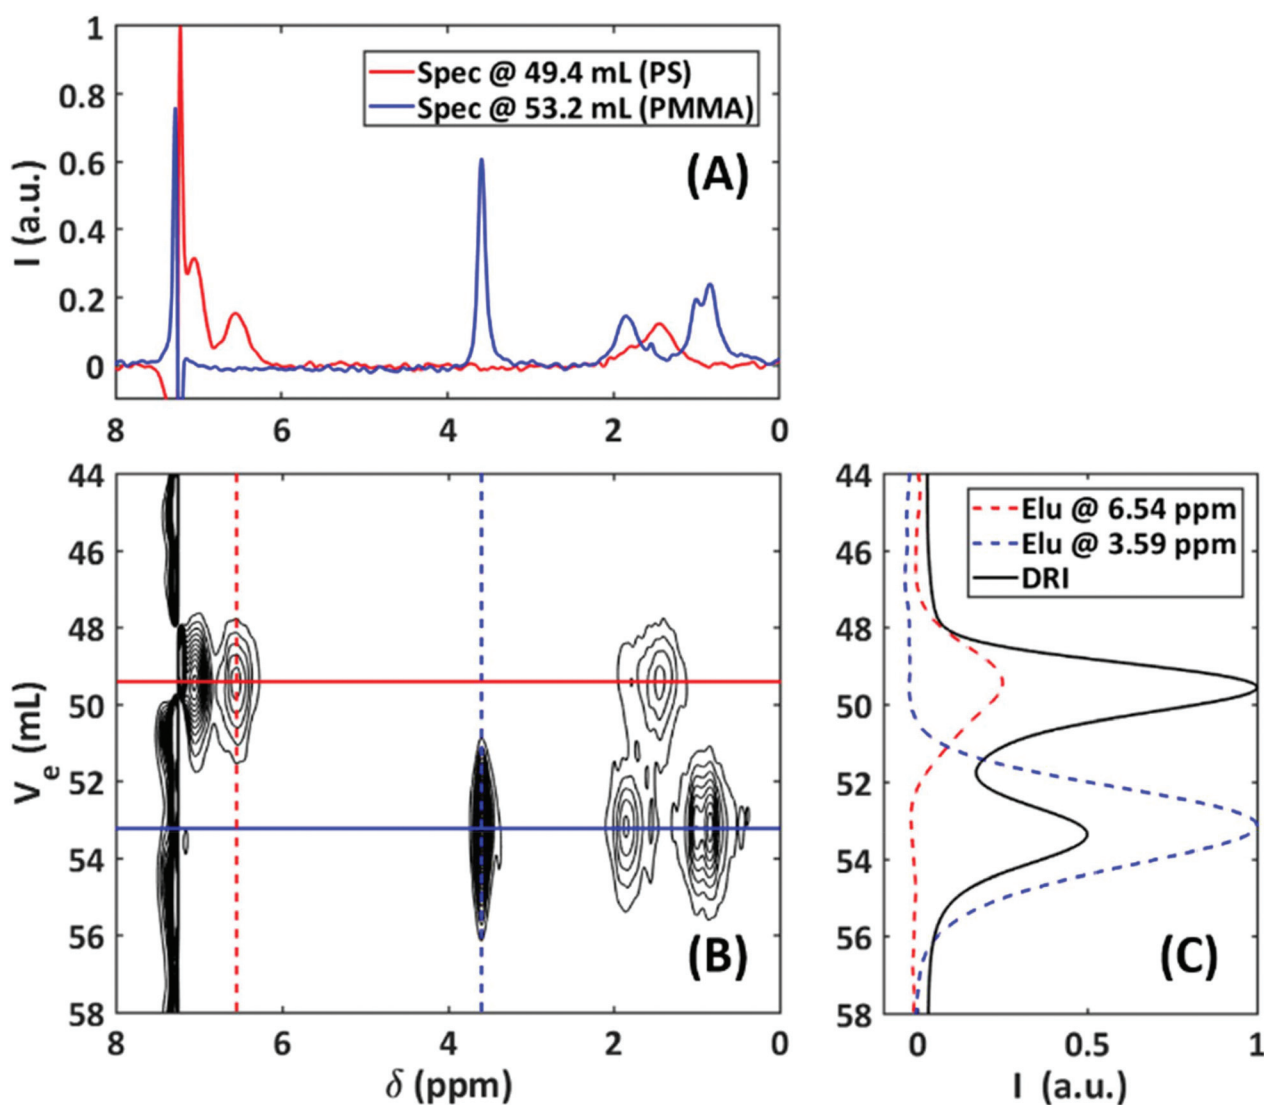 1
0.8
0.6
0.4
0.2
0
I (a.u.)
Spec @ 49.4 mL (PS)
Spec @ 53.2 mL (PMMA)
(A)
8 6 4 2 0
44
46
48
50
52
54
56
58
V_e (mL)
(B)
8 6 4 2 0
δ (ppm)
44
46
48
50
52
54
56
58
Elu @ 6.54 ppm
Elu @ 3.59 ppm
DRI
(C)
0 0.5 1
I (a.u.)